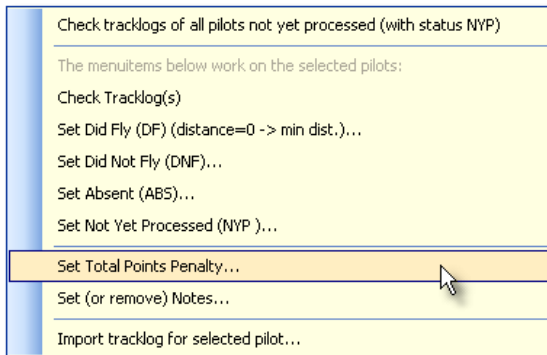 Check tracklogs of all pilots not yet processed (with status NYP)
The menuitems below work on the selected pilots:
Check Tracklog(s)
Set Did Fly (DF) (distance=0 -> min dist.)...
Set Did Not Fly (DNF)...
Set Absent (ABS)...
Set Not Yet Processed (NYP )...
Set Total Points Penalty...
Set (or remove) Notes...
Import tracklog for selected pilot...